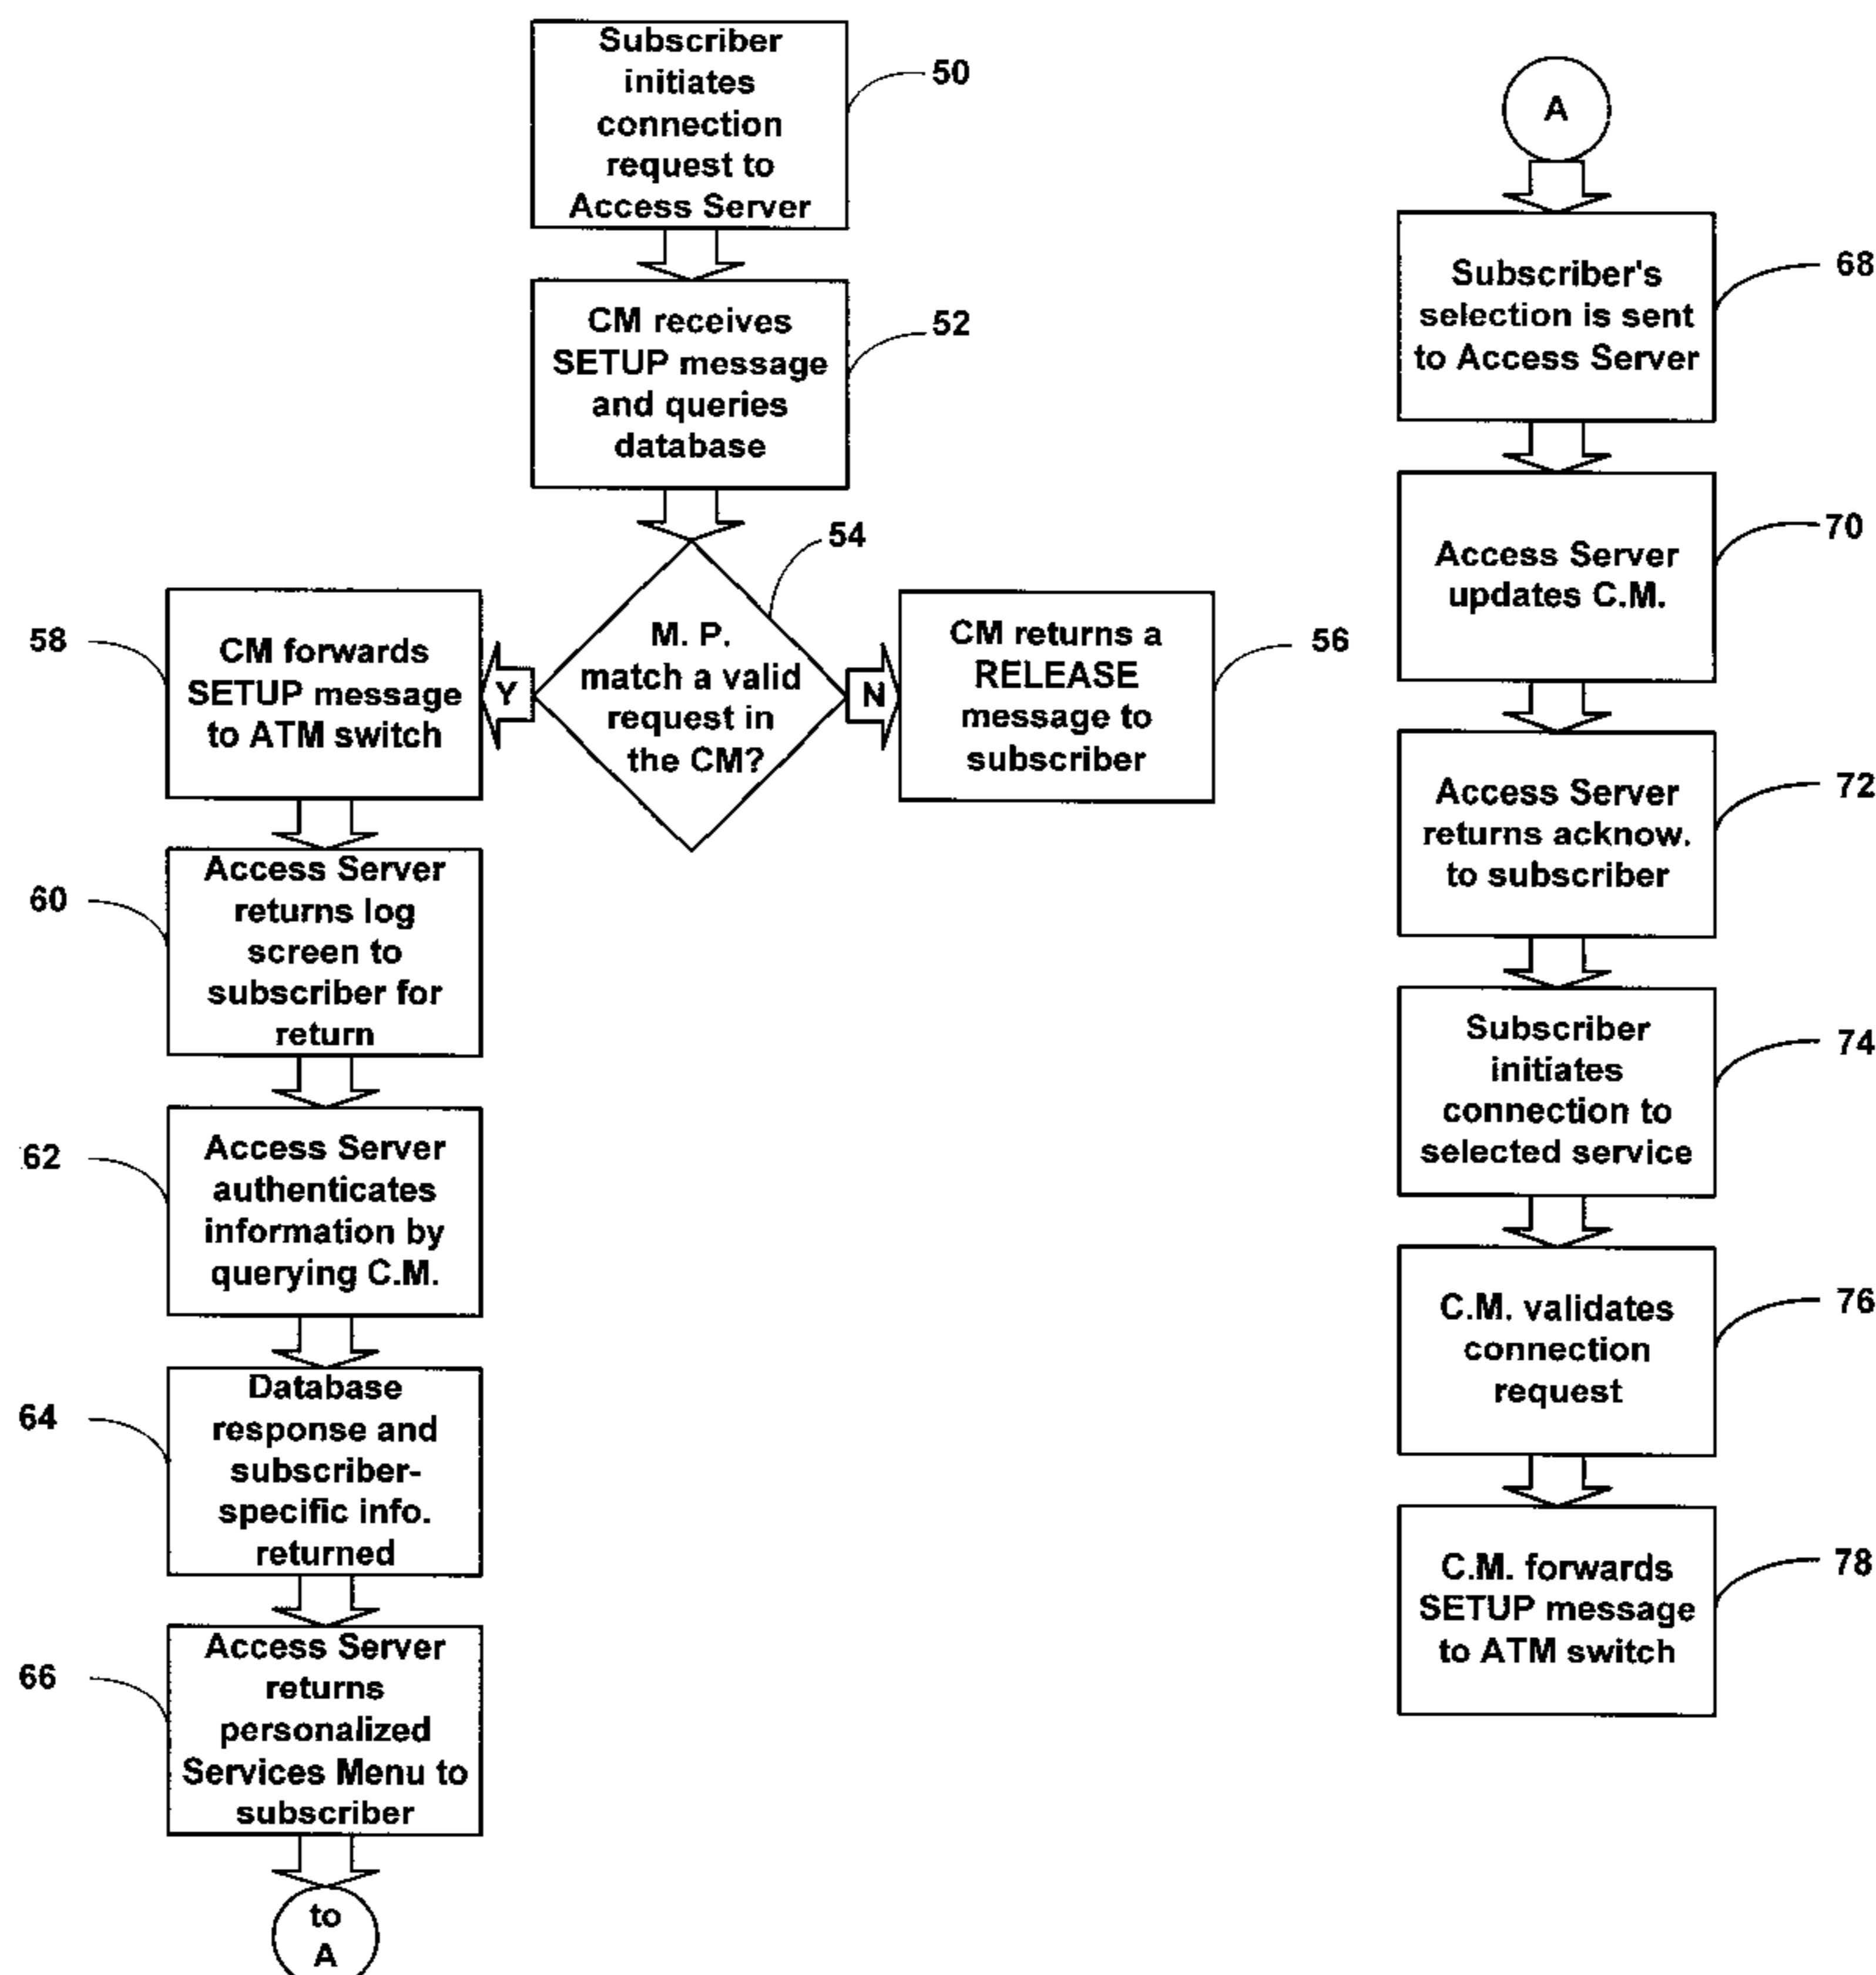 Subscriber
initiates
connection
request to
Access Server
50
CM receives
SETUP message
and queries
database
52
M. P.
match a valid
request in
the CM?
54
Y
N
CM returns a
RELEASE
message to
subscriber
56
CM forwards
SETUP message
to ATM switch
58
Access Server
returns log
screen to
subscriber for
return
60
Access Server
authenticates
information by
querying C.M.
62
Database
response and
subscriber-
specific info.
returned
64
Access Server
returns
personalized
Services Menu to
subscriber
66
to
A
A
Subscriber's
selection is sent
to Access Server
68
Access Server
updates C.M.
70
Access Server
returns acknow.
to subscriber
72
Subscriber
initiates
connection to
selected service
74
C.M. validates
connection
request
76
C.M. forwards
SETUP message
to ATM switch
78